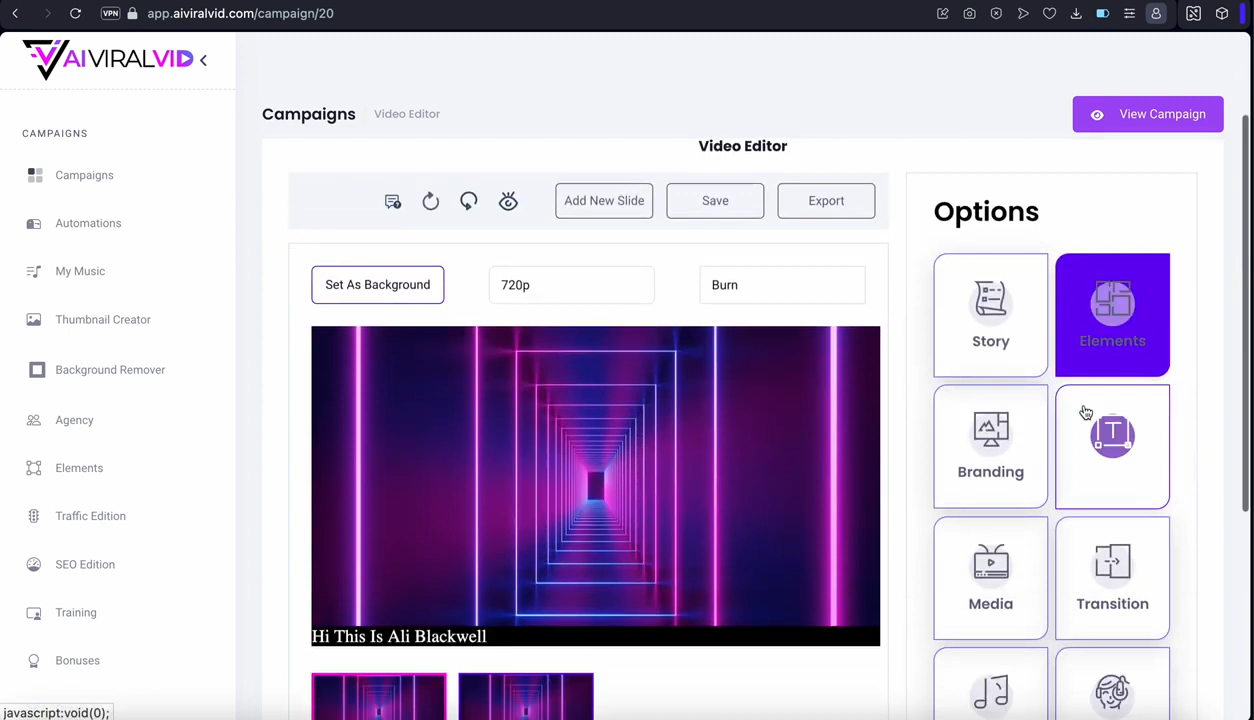 VPN
app.aiviralvid.com/campaign/20
AIVIRALVID
CAMPAIGNS
Campaigns
Automations
My Music
Thumbnail Creator
Background Remover
Agency
Elements
Traffic Edition
SEO Edition
Training
Bonuses
javascript:void(0);
Campaigns
Video Editor
View Campaign
Video Editor
Add New Slide
Save
Export
Set As Background
720p
Burn
Hi This Is Ali Blackwell
Options
Story
Elements
Branding
T
Media
Transition